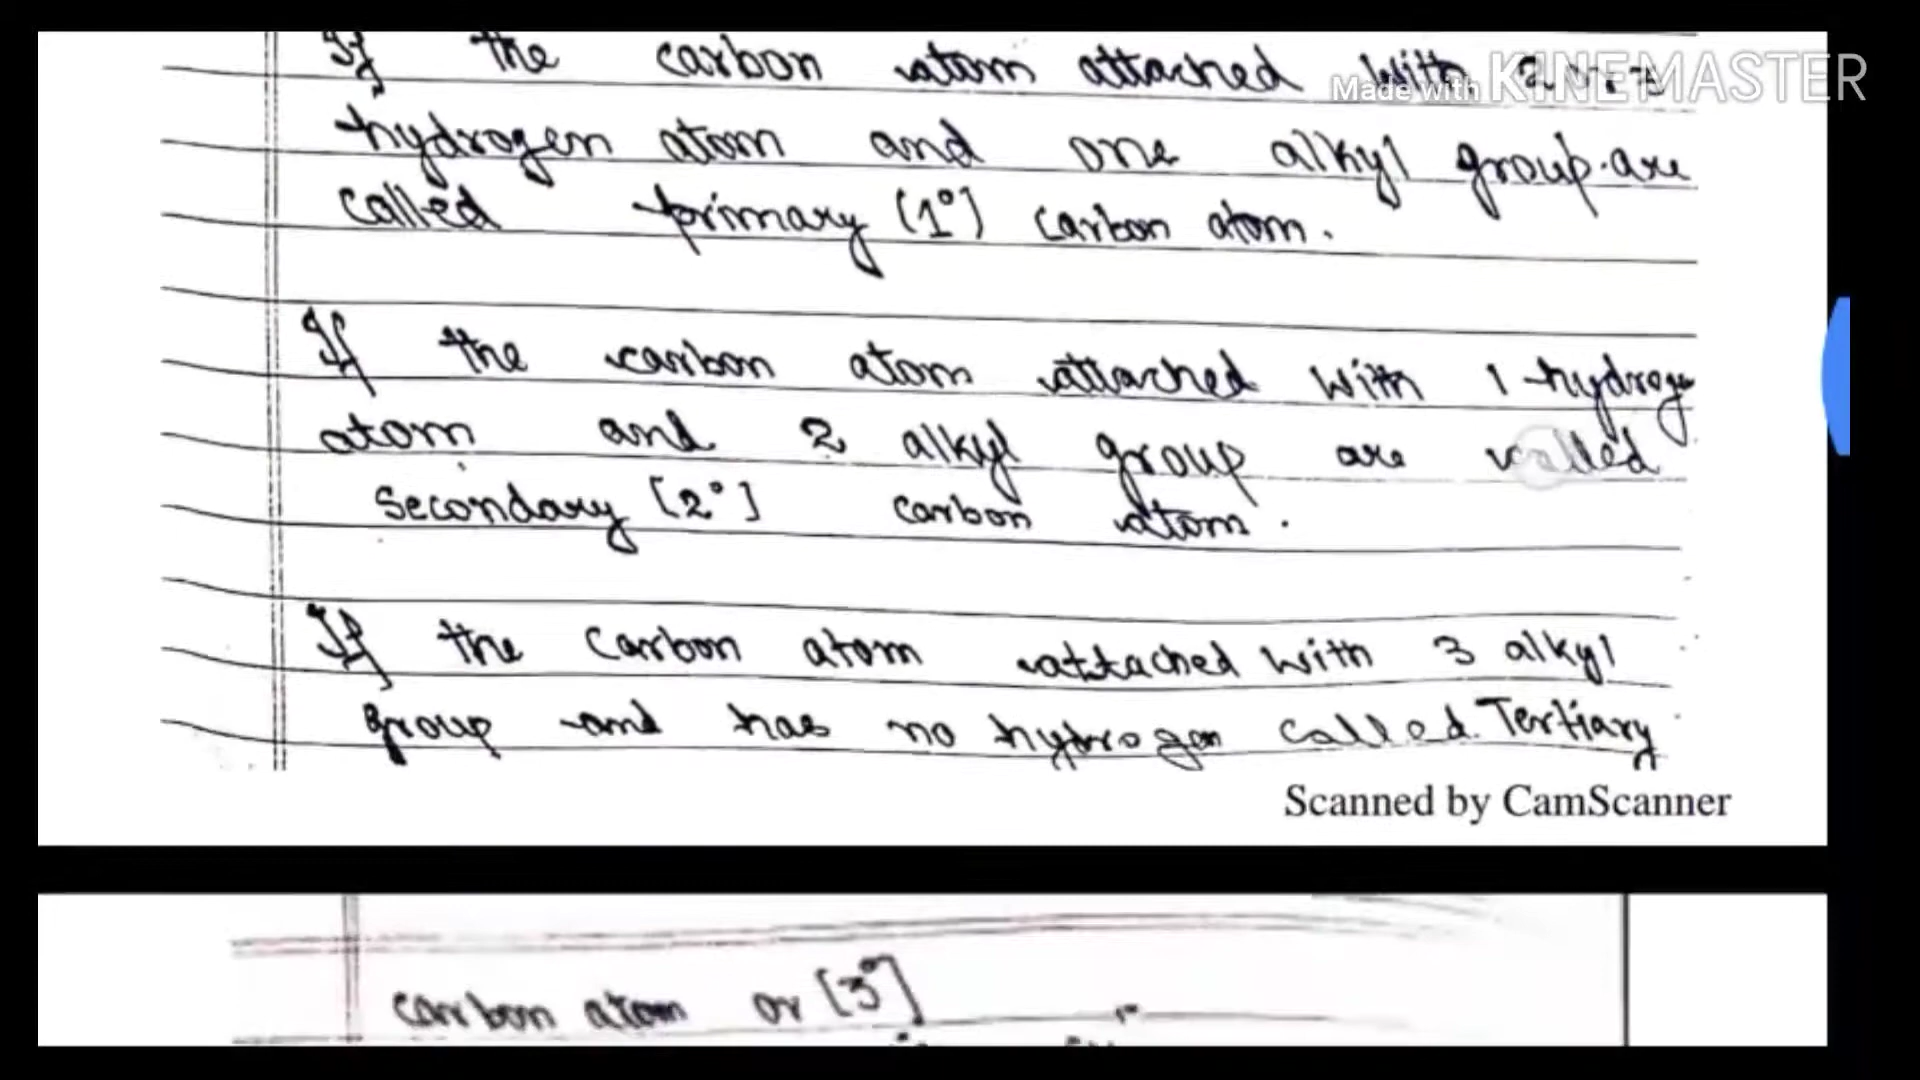 If the carbon atom attached with 2 or 3
Made with KINEMASTER
hydrogen atom and one alkyl group are
called primary [1°] carbon atom.
If the carbon atom attached with 1 hydrogen
atom and 2 alkyl group are called
Secondary [2°] carbon atom.
If the Carbon atom attached with 3 alkyl
group and has no hydrogen called Tertiary
Scanned by CamScanner
carbon atom or [3°]